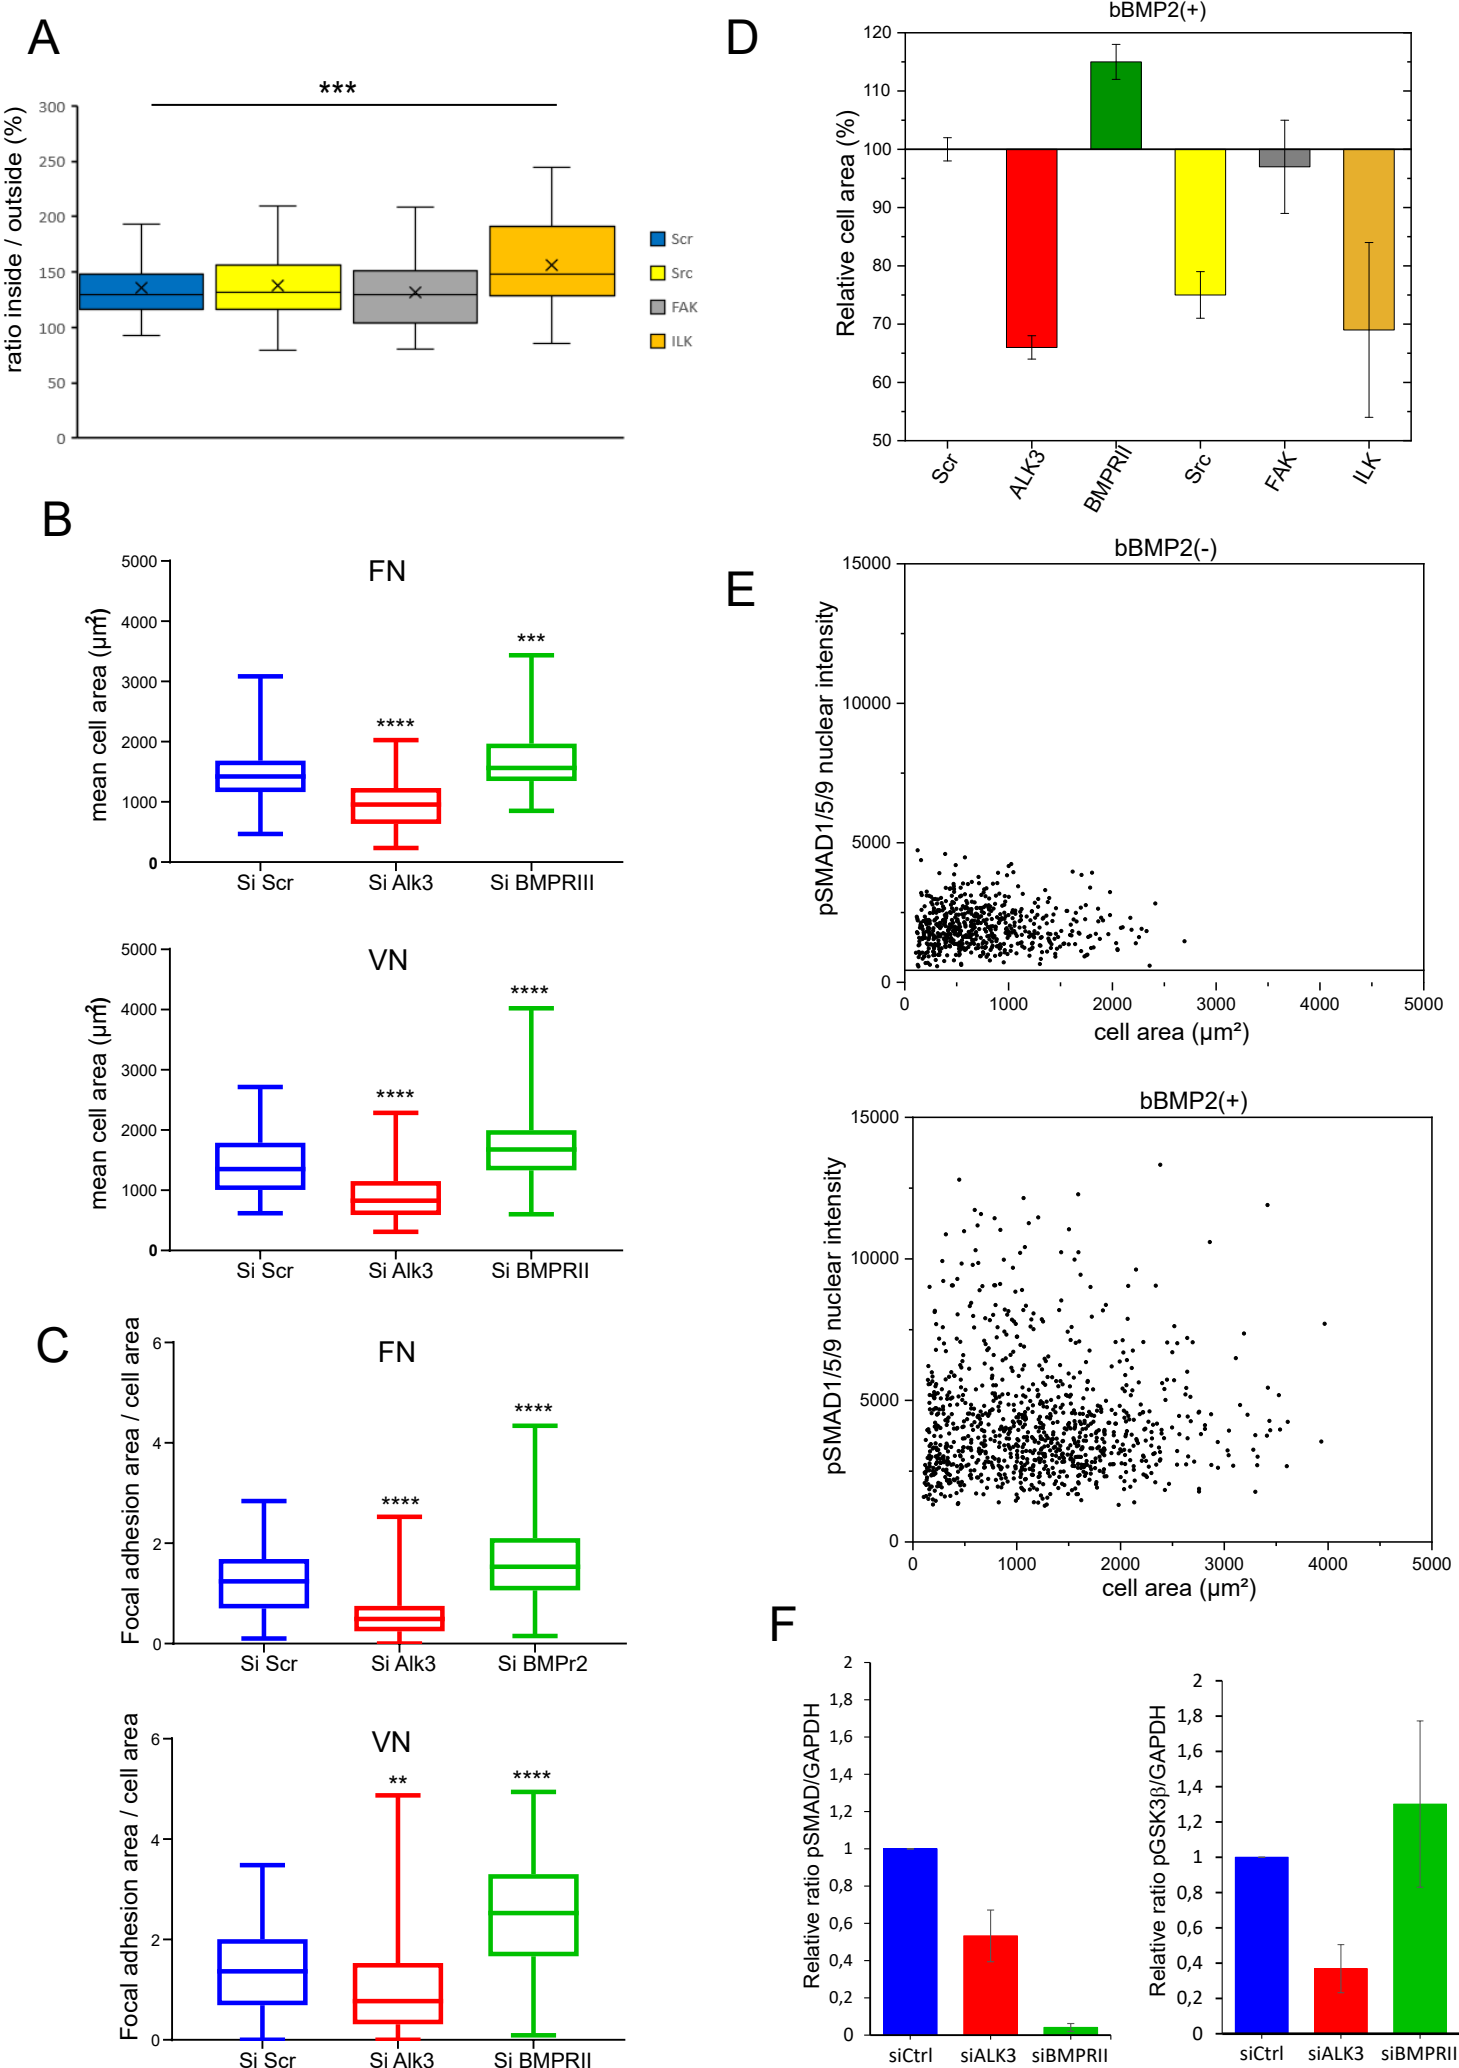 A
***
ratio inside / outside (%)
300
250
200
150
100
50
0
Scr
Src
FAK
ILK
B
FN
mean cell area (µm²)
5000
4000
3000
2000
1000
0
****
***
Si Scr
Si Alk3
Si BMPRIII
VN
mean cell area (µm²)
5000
4000
3000
2000
1000
0
****
****
Si Scr
Si Alk3
Si BMPRII
C
FN
Focal adhesion area / cell area
6
4
2
0
****
****
Si Scr
Si Alk3
Si BMPr2
VN
Focal adhesion area / cell area
6
4
2
0
**
****
Si Scr
Si Alk3
Si BMPRII
D
bBMP2(+)
Relative cell area (%)
120
110
100
90
80
70
60
50
Scr
ALK3
BMPRII
Src
FAK
ILK
E
bBMP2(-)
pSMAD1/5/9 nuclear intensity
15000
10000
5000
0
0
1000
2000
3000
4000
5000
cell area (µm²)
bBMP2(+)
pSMAD1/5/9 nuclear intensity
15000
10000
5000
0
0
1000
2000
3000
4000
5000
cell area (µm²)
F
Relative ratio pSMAD/GAPDH
2
1,8
1,6
1,4
1,2
1
0,8
0,6
0,4
0,2
0
siCtrl
siALK3
siBMPRII
Relative ratio pGSK3β/GAPDH
2
1,8
1,6
1,4
1,2
1
0,8
0,6
0,4
0,2
0
siCtrl
siALK3
siBMPRII